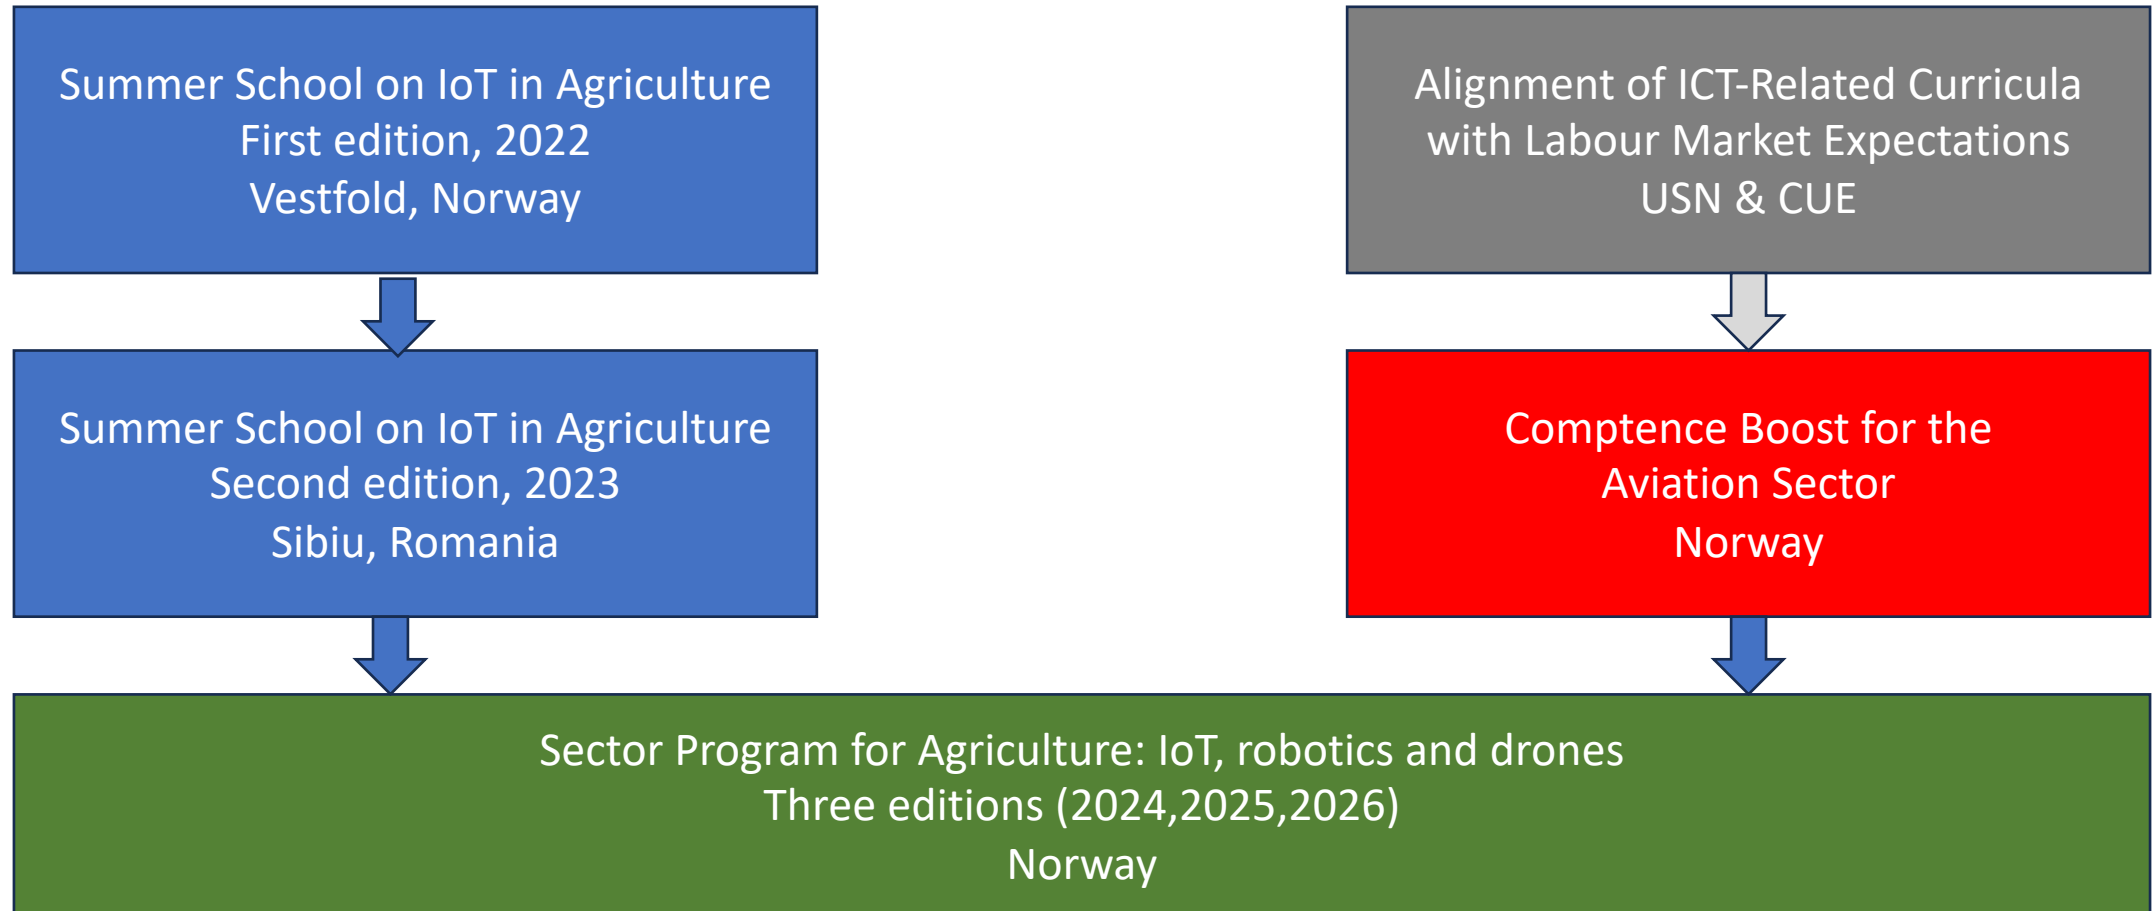 Summer School on IoT in Agriculture
First edition, 2022
Vestfold, Norway
Alignment of ICT-Related Curricula
with Labour Market Expectations
USN & CUE
Summer School on IoT in Agriculture
Second edition, 2023
Sibiu, Romania
Comptence Boost for the
Aviation Sector
Norway
Sector Program for Agriculture: IoT, robotics and drones
Three editions (2024,2025,2026)
Norway